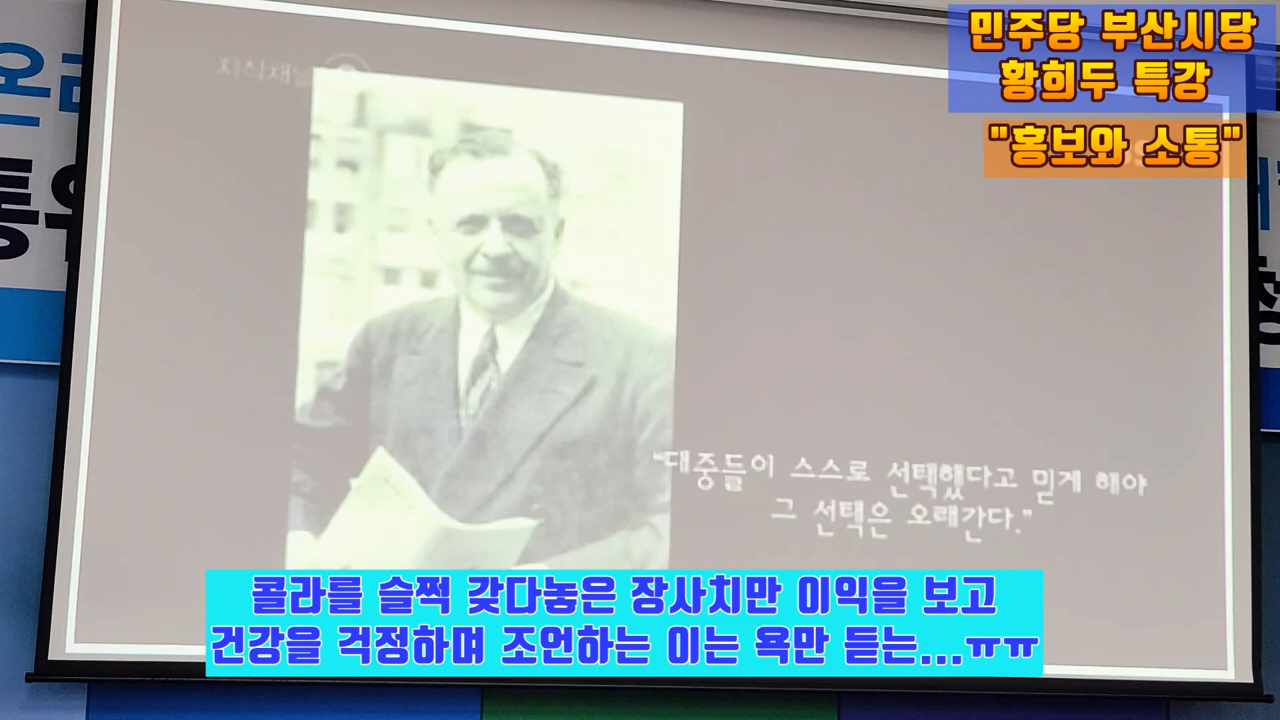 민주당 부산시당
황희두 특강
"홍보와 소통"
지식채널
"대중들이 스스로 선택했다고 믿게 해야
그 선택은 오래간다."
콜라를 슬쩍 갖다놓은 장사치만 이익을 보고
건강을 걱정하며 조언하는 이는 욕만 듣는...ㅠㅠ